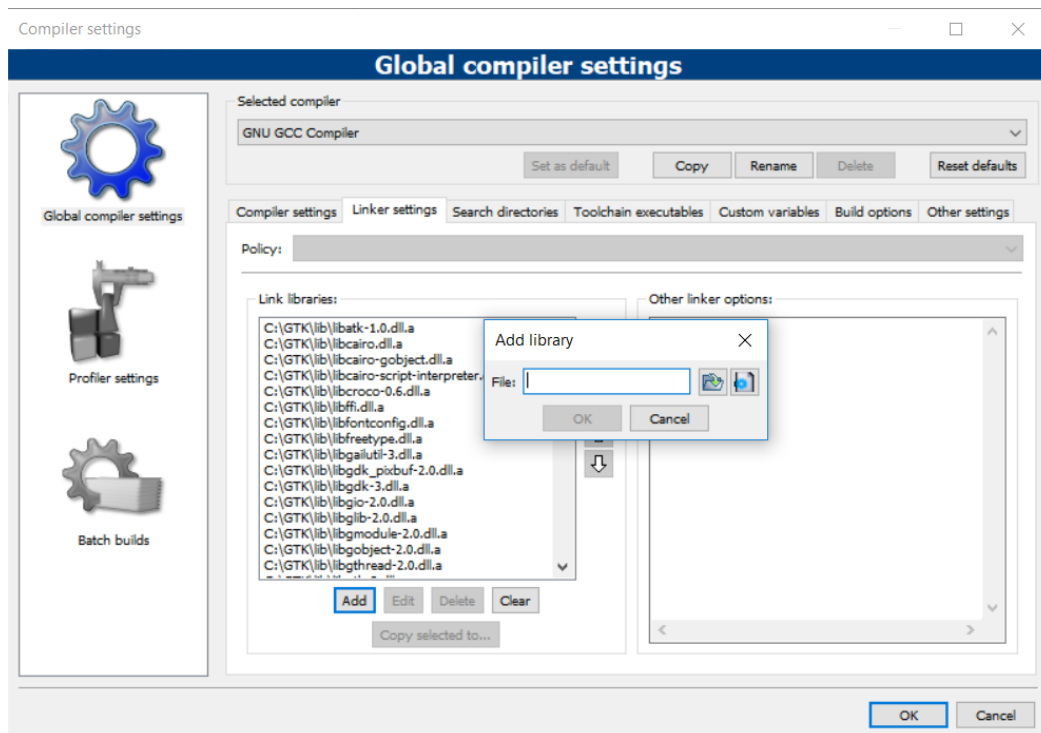 Compiler settings
Global compiler settings
Global compiler settings
Profiler settings
Batch builds
Selected compiler
GNU GCC Compiler
Set as default
Copy
Rename
Delete
Reset defaults
Compiler settings
Linker settings
Search directories
Toolchain executables
Custom variables
Build options
Other settings
Policy:
Link libraries:
C:\GTK\lib\libatk-1.0.dll.a
C:\GTK\lib\libcairo.dll.a
C:\GTK\lib\libcairo-gobject.dll.a
C:\GTK\lib\libcairo-script-interpreter.
C:\GTK\lib\libcroco-0.6.dll.a
C:\GTK\lib\libffi.dll.a
C:\GTK\lib\libfontconfig.dll.a
C:\GTK\lib\libfreetype.dll.a
C:\GTK\lib\libgailutil-3.dll.a
C:\GTK\lib\libgdk_pixbuf-2.0.dll.a
C:\GTK\lib\libgdk-3.dll.a
C:\GTK\lib\libgio-2.0.dll.a
C:\GTK\lib\libglib-2.0.dll.a
C:\GTK\lib\libgmodule-2.0.dll.a
C:\GTK\lib\libgobject-2.0.dll.a
C:\GTK\lib\libgthread-2.0.dll.a
Add
Edit
Delete
Clear
Copy selected to...
Other linker options:
Add library
File:
OK
Cancel
OK
Cancel